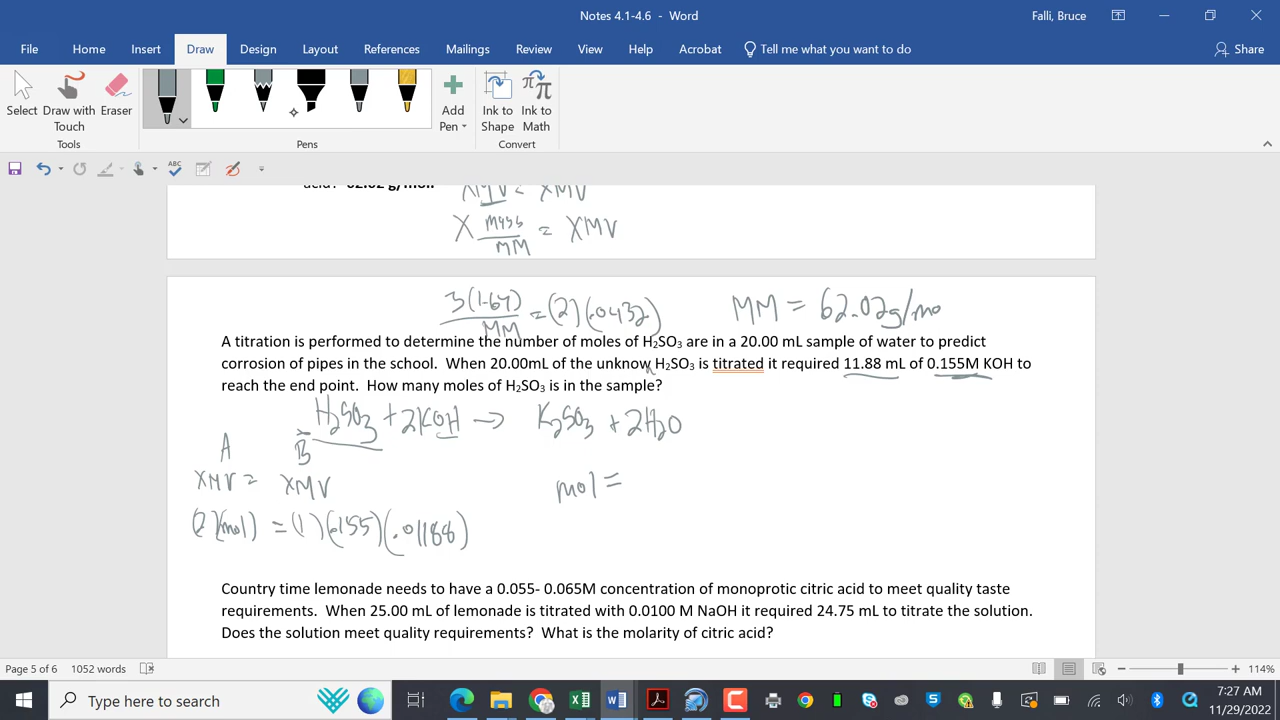 Notes 4.1-4.6 - Word
Falli, Bruce
File Home Insert Draw Design Layout References Mailings Review View Help Acrobat Tell me what you want to do Share
Select Draw with Touch Eraser Add Pen Ink to Shape Ink to Math
Tools Pens Convert
ABC
acid? 62.02 g/mol.
XMV = XMV
X mass/MM = XMV
3(1.64)/MM = (2)(.0432) MM = 62.02g/mo
A titration is performed to determine the number of moles of H₂SO₃ are in a 20.00 mL sample of water to predict
corrosion of pipes in the school. When 20.00mL of the unknow H₂SO₃ is titrated it required 11.88 mL of 0.155M KOH to
n
reach the end point. How many moles of H₂SO₃ is in the sample?
H₂SO₃ + 2KOH → K₂SO₃ + 2H₂O
A B
XMV = XMV
mol =
(2)(mol) = (1)(.155)(.01188)
Country time lemonade needs to have a 0.055- 0.065M concentration of monoprotic citric acid to meet quality taste
requirements. When 25.00 mL of lemonade is titrated with 0.0100 M NaOH it required 24.75 mL to titrate the solution.
Does the solution meet quality requirements? What is the molarity of citric acid?
Page 5 of 6 1052 words 114%
Type here to search
7:27 AM
11/29/2022